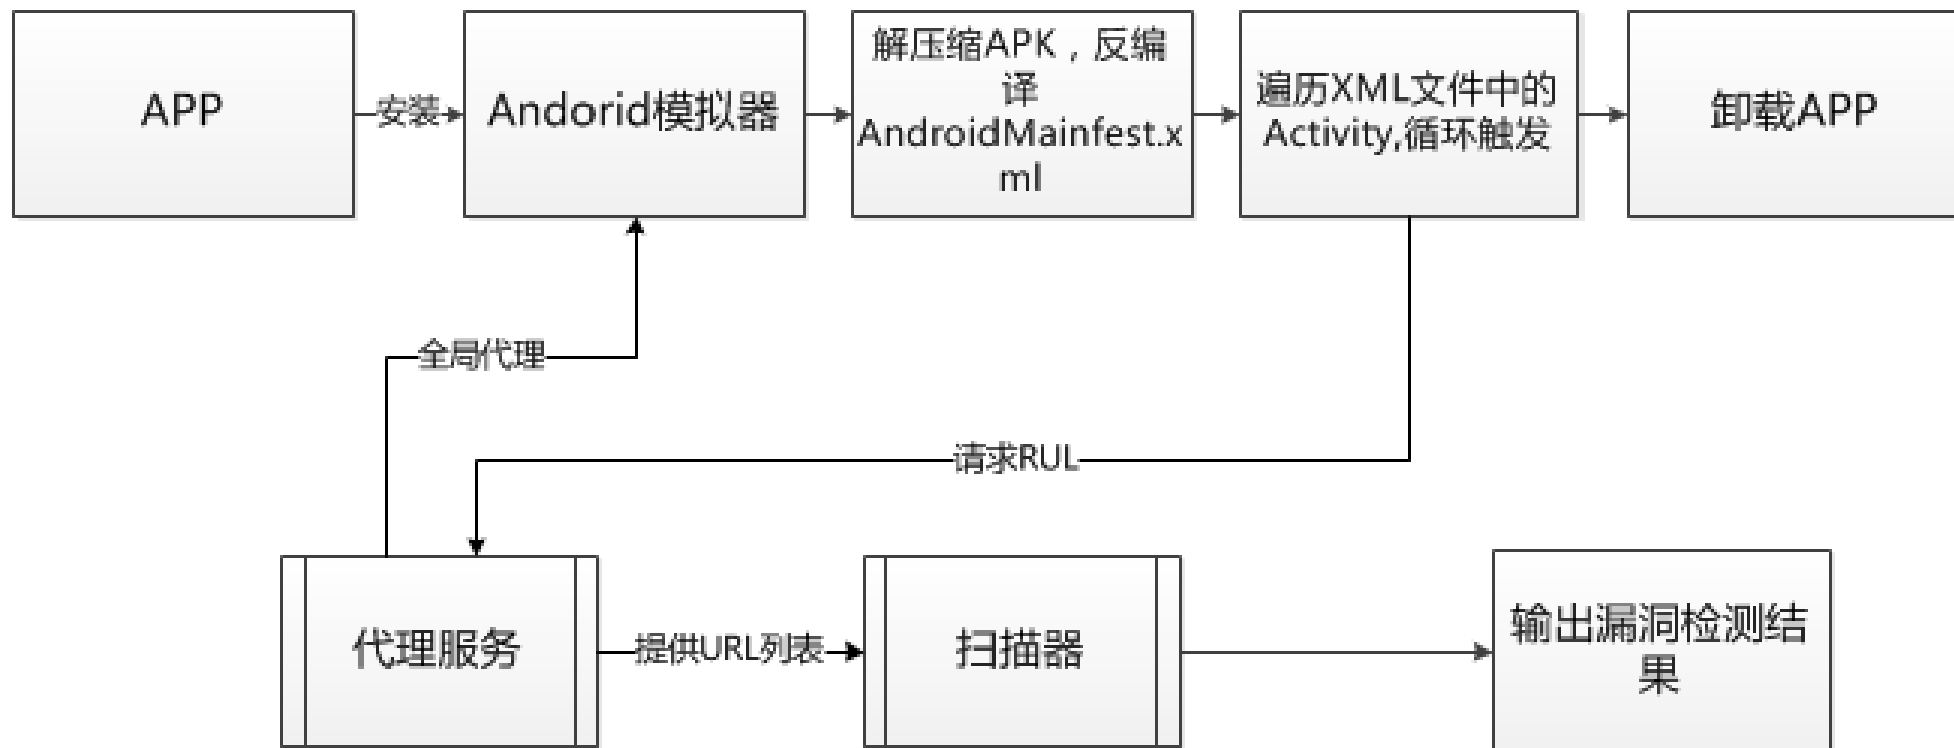 APP
安装
Andorid模拟器
解压缩APK，反编
译
AndroidMainfest.x
ml
遍历XML文件中的
Activity,循环触发
卸载APP
全局代理
请求RUL
代理服务
提供URL列表
扫描器
输出漏洞检测结
果